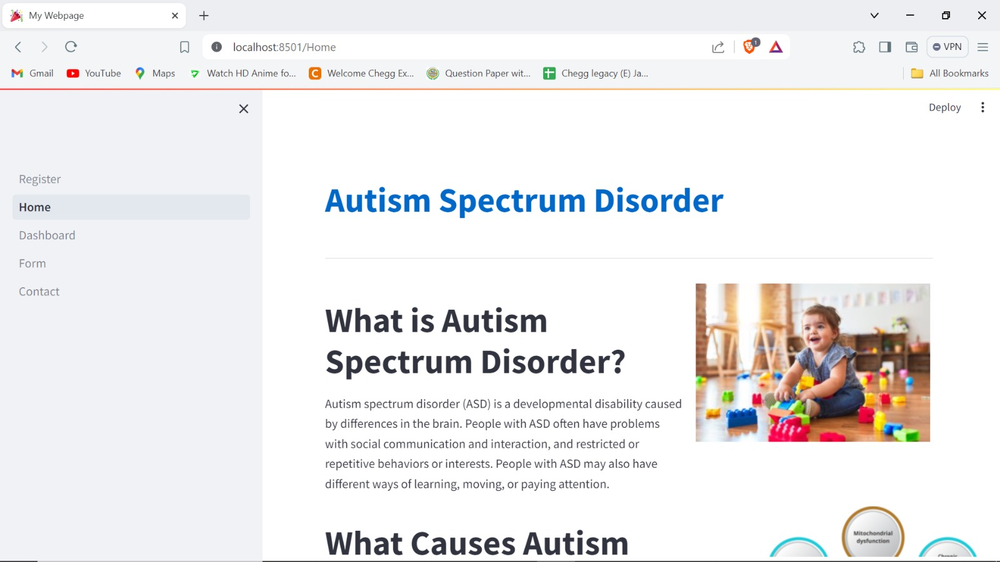 My Webpage
localhost:8501/Home
1
VPN
Gmail
YouTube
Maps
Watch HD Anime fo...
Welcome Chegg Ex...
Question Paper wit...
Chegg legacy (E) Ja...
All Bookmarks
Deploy
Register
Home
Dashboard
Form
Contact
Autism Spectrum Disorder
What is Autism
Spectrum Disorder?
Autism spectrum disorder (ASD) is a developmental disability caused
by differences in the brain. People with ASD often have problems
with social communication and interaction, and restricted or
repetitive behaviors or interests. People with ASD may also have
different ways of learning, moving, or paying attention.
What Causes Autism
Mitochondrial
dysfunction
Chronic